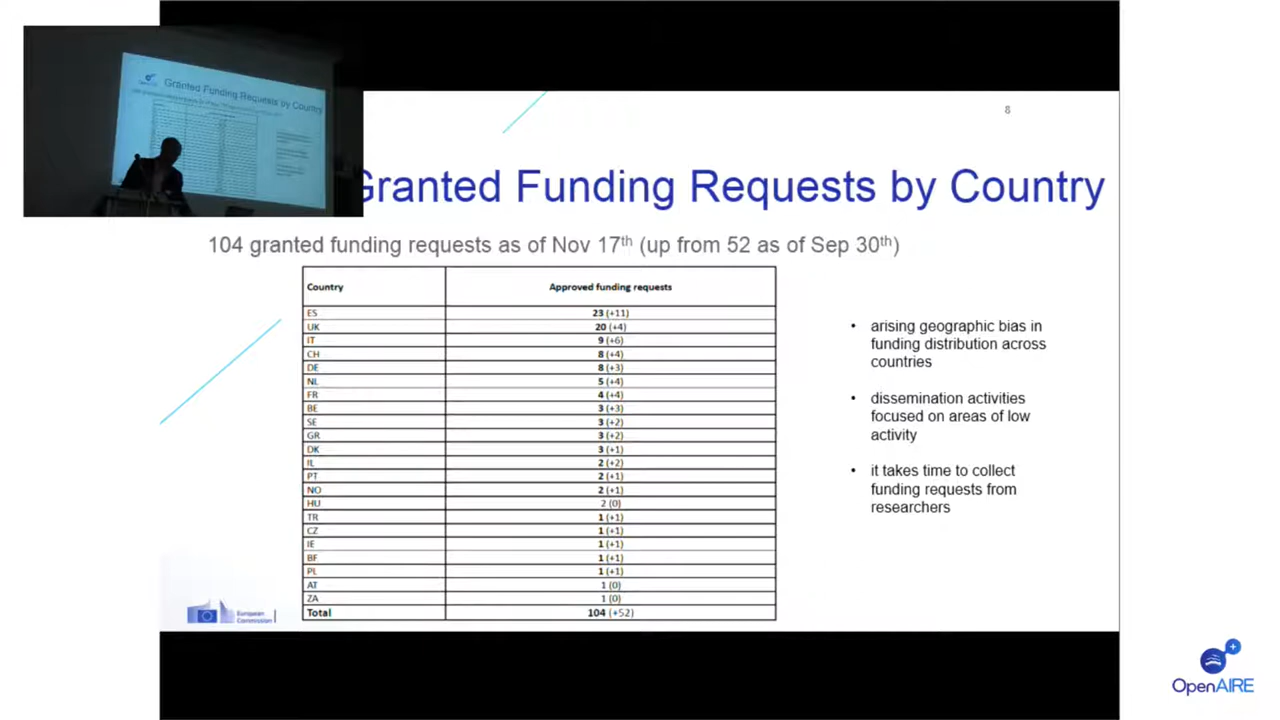 8
Granted Funding Requests by Country
104 granted funding requests as of Nov 17th (up from 52 as of Sep 30th)
Country Approved funding requests
ES 23 (+11)
UK 20 (+4)
IT 9 (+6)
CH 8 (+4)
DE 8 (+3)
NL 5 (+4)
FR 4 (+4)
BE 3 (+3)
SE 3 (+2)
GR 3 (+2)
DK 3 (+1)
IL 2 (+2)
PT 2 (+1)
NO 2 (+1)
HU 2 (0)
TR 1 (+1)
CZ 1 (+1)
IE 1 (+1)
BF 1 (+1)
PL 1 (+1)
AT 1 (0)
ZA 1 (0)
Total 104 (+52)
• arising geographic bias in
funding distribution across
countries
• dissemination activities
focused on areas of low
activity
• it takes time to collect
funding requests from
researchers
European
Commission
OpenAIRE
Granted Funding Requests by Country
OpenAIRE